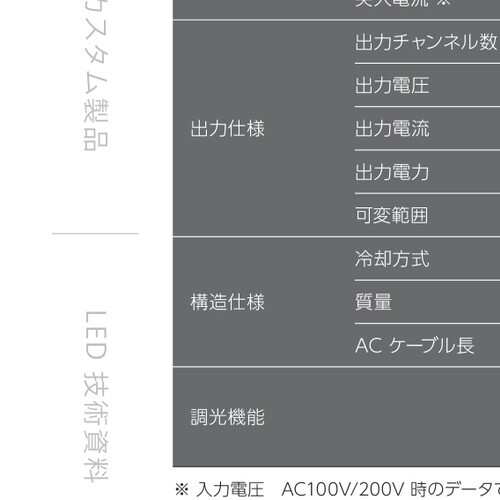 カスタム製品
LED 技術資料
突入電流 ※
出力仕様
出力チャンネル数
出力電圧
出力電流
出力電力
可変範囲
構造仕様
冷却方式
質量
AC ケーブル長
調光機能
※ 入力電圧　AC100V/200V 時のデータで